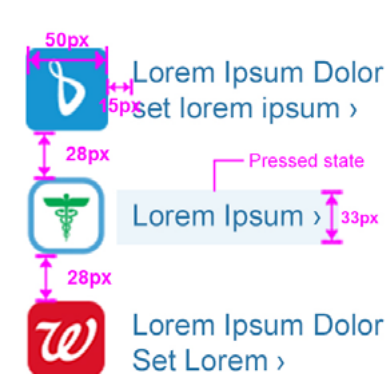 50px
Lorem Ipsum Dolor
15px
set lorem ipsum ›
28px
Pressed state
Lorem Ipsum ›
33px
28px
Lorem Ipsum Dolor
Set Lorem ›